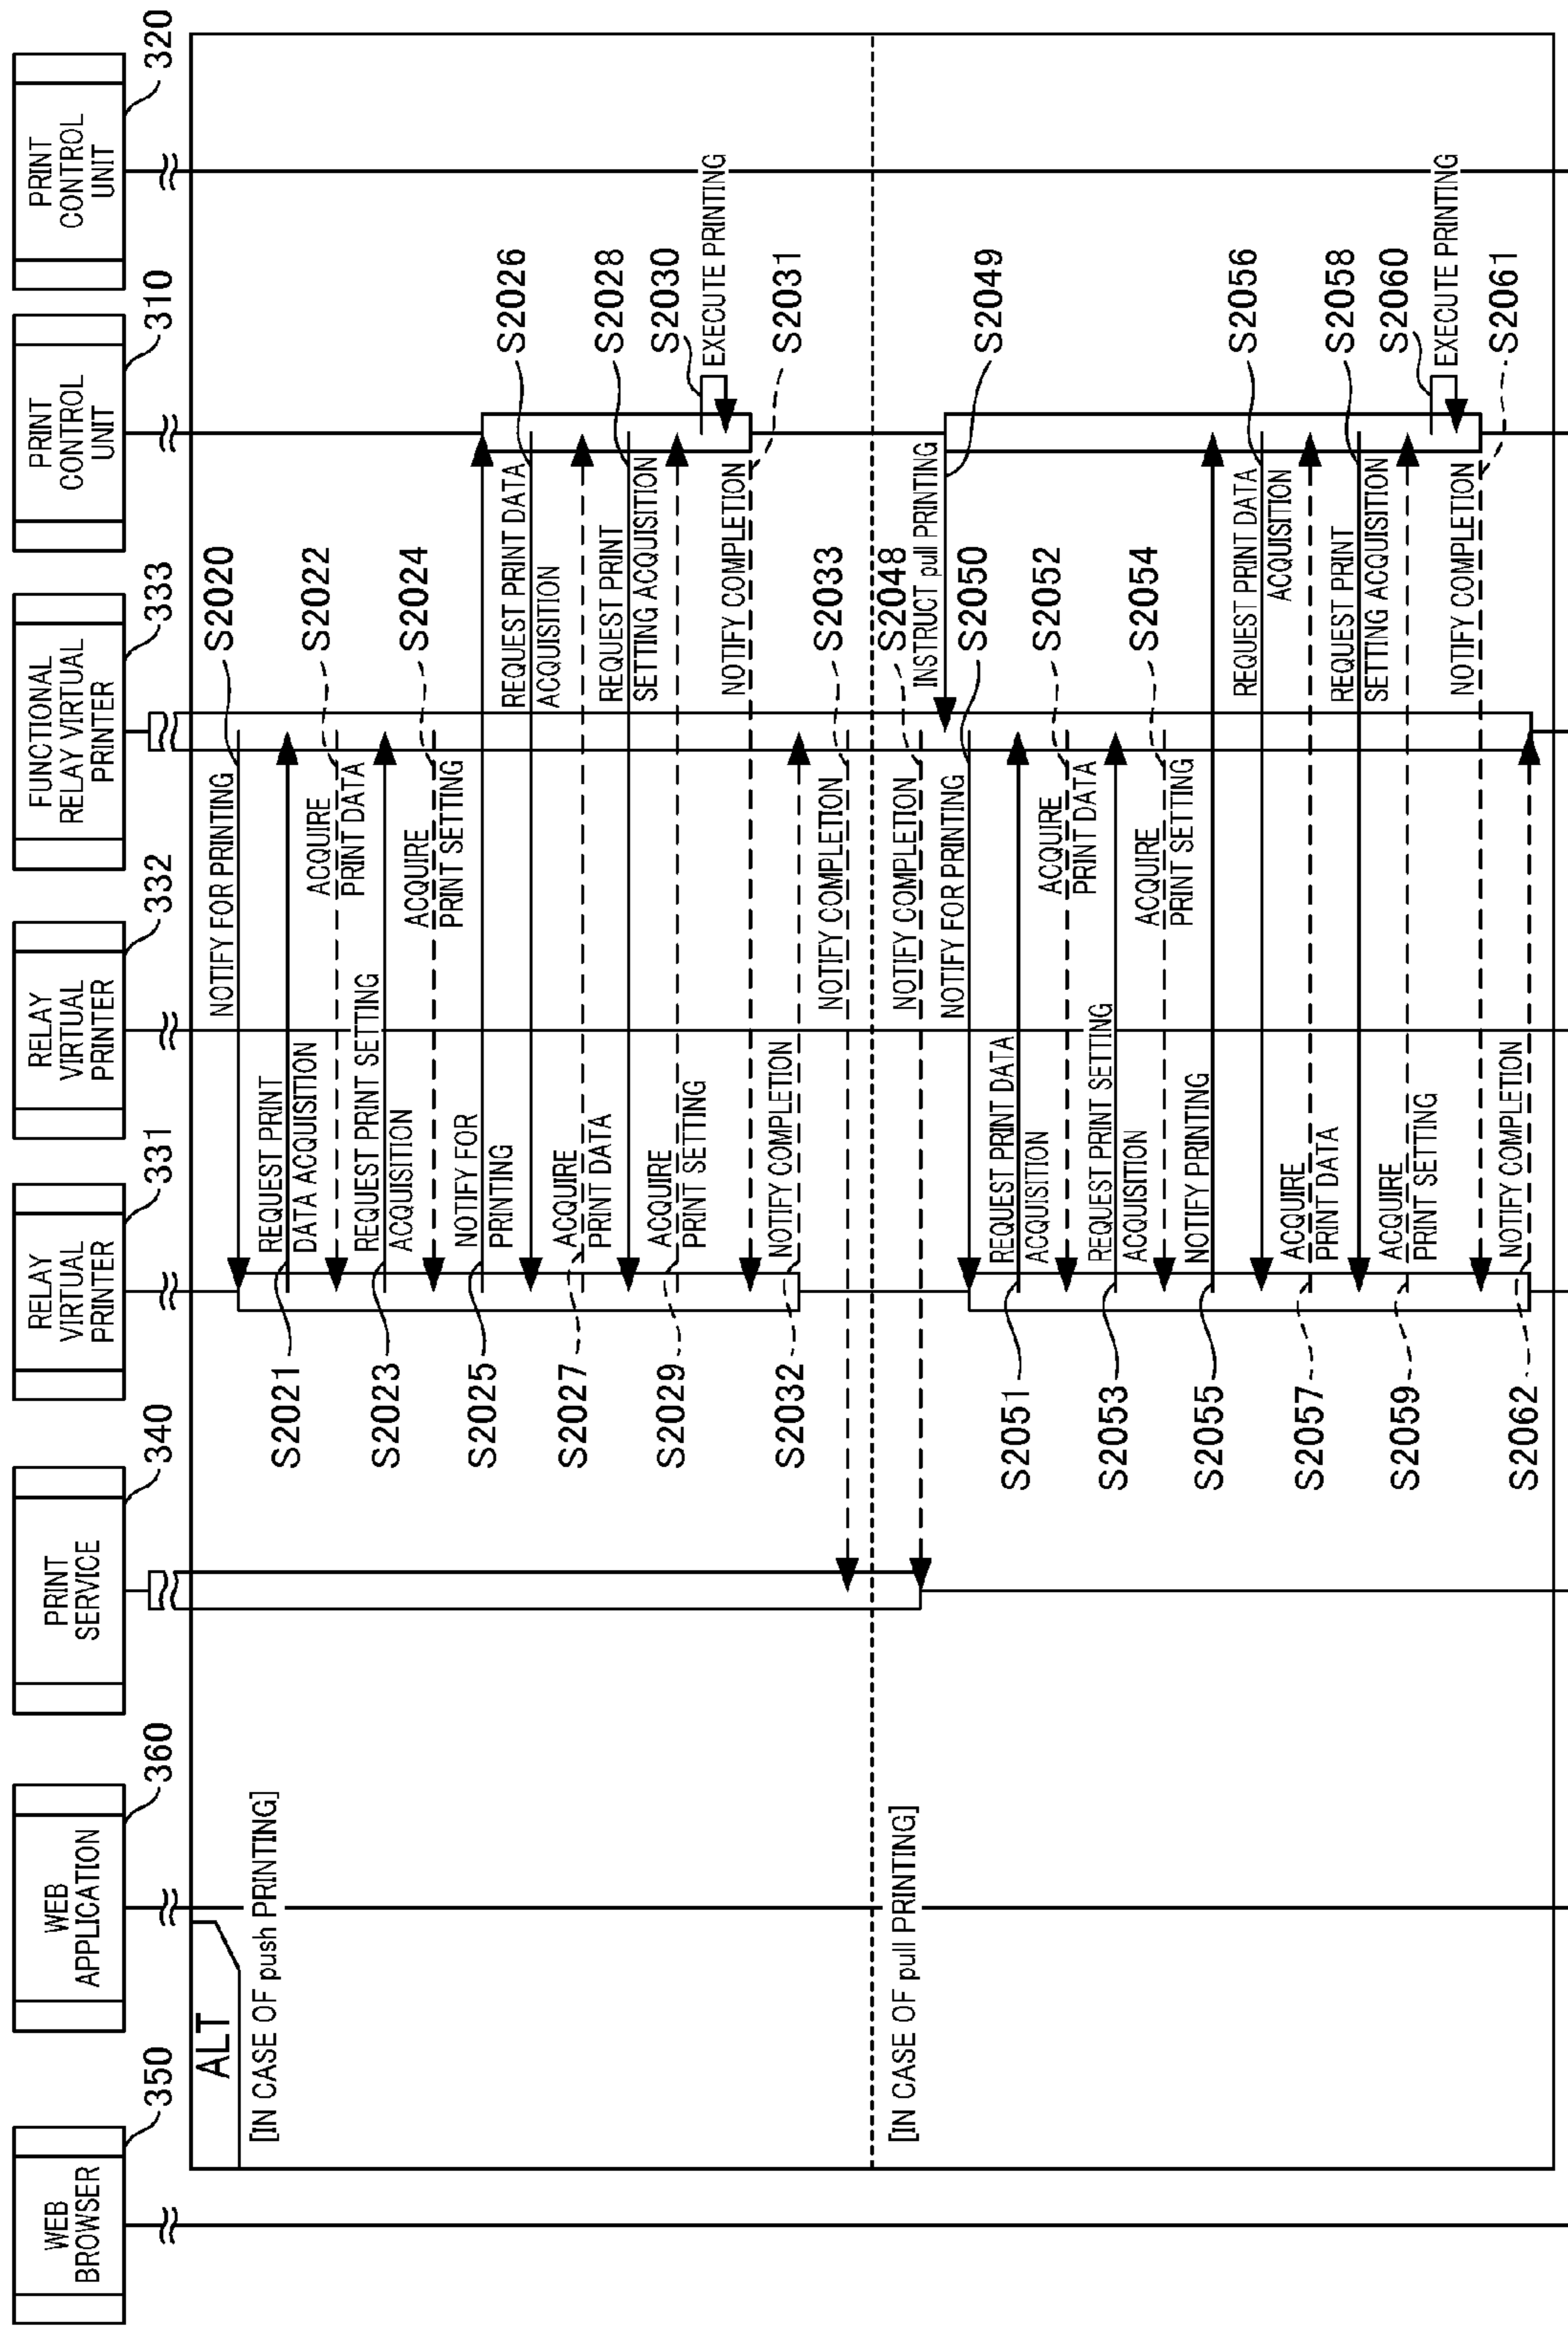 WEB
BROWSER
350
WEB
APPLICATION
360
PRINT
SERVICE
340
RELAY
VIRTUAL
PRINTER
331
RELAY
VIRTUAL
PRINTER
332
FUNCTIONAL
RELAY VIRTUAL
PRINTER
333
PRINT
CONTROL
UNIT
310
PRINT
CONTROL
UNIT
320
ALT
[IN CASE OF push PRINTING]
NOTIFY FOR PRINTING
S2020
S2021
REQUEST PRINT
DATA ACQUISITION
ACQUIRE
PRINT DATA
S2022
S2023
REQUEST PRINT SETTING
ACQUISITION
ACQUIRE
PRINT SETTING
S2024
S2025
NOTIFY FOR
PRINTING
REQUEST PRINT DATA
ACQUISITION
S2026
S2027
ACQUIRE
PRINT DATA
REQUEST PRINT
SETTING ACQUISITION
S2028
S2029
ACQUIRE
PRINT SETTING
S2030
EXECUTE PRINTING
NOTIFY COMPLETION
S2031
S2032
NOTIFY COMPLETION
NOTIFY COMPLETION
S2033
[IN CASE OF pull PRINTING]
NOTIFY COMPLETION
S2048
INSTRUCT pull PRINTING
S2049
NOTIFY FOR PRINTING
S2050
S2051
REQUEST PRINT DATA
ACQUISITION
ACQUIRE
PRINT DATA
S2052
S2053
REQUEST PRINT SETTING
ACQUISITION
ACQUIRE
PRINT SETTING
S2054
S2055
NOTIFY PRINTING
REQUEST PRINT DATA
ACQUISITION
S2056
S2057
ACQUIRE
PRINT DATA
REQUEST PRINT
SETTING ACQUISITION
S2058
S2059
ACQUIRE
PRINT SETTING
S2060
EXECUTE PRINTING
NOTIFY COMPLETION
S2061
S2062
NOTIFY COMPLETION